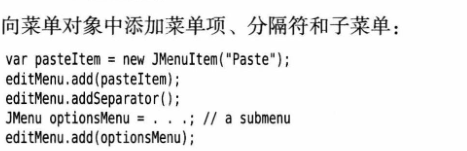 向菜单对象中添加菜单项、分隔符和子菜单：
var pasteItem = new JMenuItem("Paste");
editMenu.add(pasteItem);
editMenu.addSeparator();
JMenu optionsMenu = . . .; // a submenu
editMenu.add(optionsMenu);